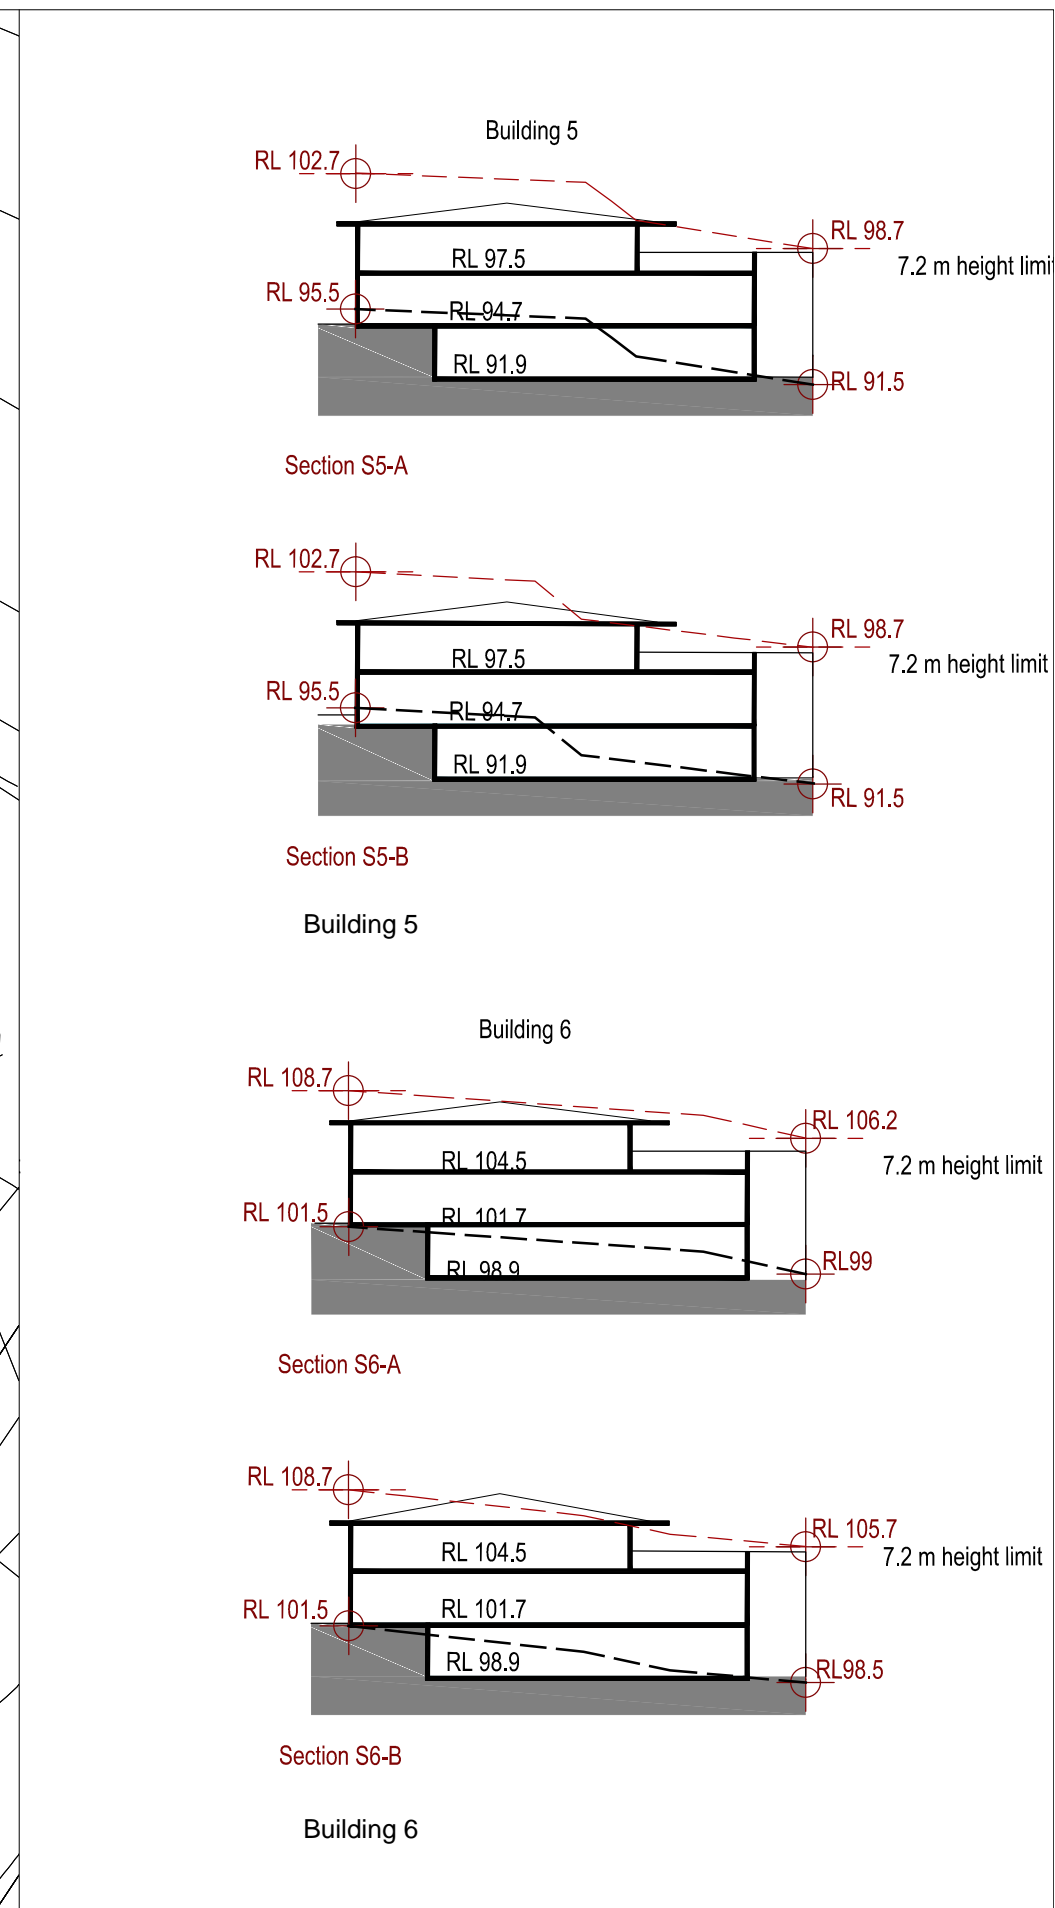 Building 5
RL 102.7
RL 98.7
RL 97.5
7.2 m height limit
RL 95.5
RL 94.7
RL 91.9
RL 91.5
Section S5-A
RL 102.7
RL 98.7
RL 97.5
7.2 m height limit
RL 95.5
RL 94.7
RL 91.9
RL 91.5
Section S5-B
Building 5
Building 6
RL 108.7
RL 106.2
RL 104.5
7.2 m height limit
RL 101.5
RL 101.7
RL 98.9
RL99
Section S6-A
RL 108.7
RL 105.7
RL 104.5
7.2 m height limit
RL 101.5
RL 101.7
RL 98.9
RL98.5
Section S6-B
Building 6